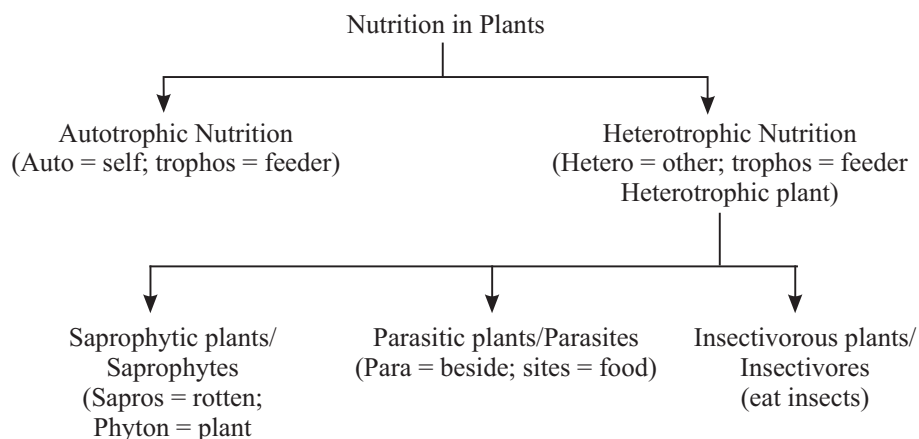 Nutrition in Plants
Autotrophic Nutrition
(Auto = self; trophos = feeder)
Heterotrophic Nutrition
(Hetero = other; trophos = feeder
Heterotrophic plant)
Saprophytic plants/
Saprophytes
(Sapros = rotten;
Phyton = plant
Parasitic plants/Parasites
(Para = beside; sites = food)
Insectivorous plants/
Insectivores
(eat insects)